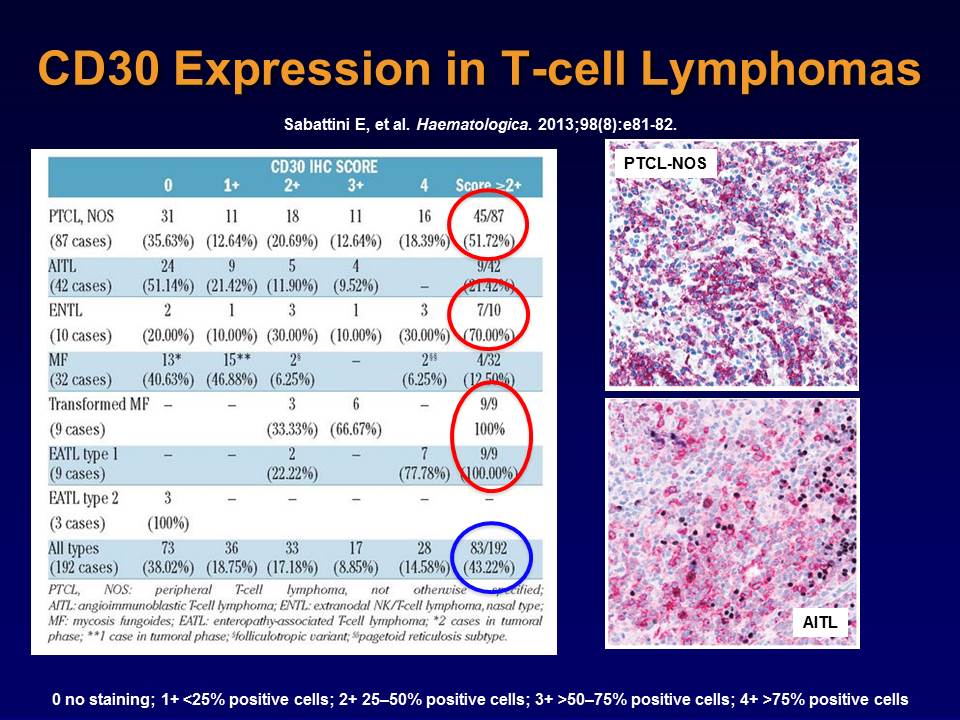 CD30 Expression in T-cell Lymphomas
Sabattini E, et al. Haematologica. 2013;98(8):e81-82.
CD30 IHC SCORE
0 1+ 2+ 3+ 4 Score >2+
PTCL, NOS 31 11 18 11 16 45/87
(87 cases) (35.63%) (12.64%) (20.69%) (12.64%) (18.39%) (51.72%)
AITL 24 9 5 4 9/42
(42 cases) (51.14%) (21.42%) (11.90%) (9.52%) – (21.42%)
ENTL 2 1 3 1 3 7/10
(10 cases) (20.00%) (10.00%) (30.00%) (10.00%) (30.00%) (70.00%)
MF 13* 15** 2§ – 2§§ 4/32
(32 cases) (40.63%) (46.88%) (6.25%) (6.25%) (12.50%)
Transformed MF – – 3 6 – 9/9
(9 cases) (33.33%) (66.67%) 100%
EATL type 1 – – 2 7 9/9
(9 cases) (22.22%) (77.78%) (100.00%)
EATL type 2 3 – – – – –
(3 cases) (100%)
All types 73 36 33 17 28 83/192
(192 cases) (38.02%) (18.75%) (17.18%) (8.85%) (14.58%) (43.22%)
PTCL, NOS: peripheral T-cell lymphoma, not otherwise specified;
AITL: angioimmunoblastic T-cell lymphoma; ENTL: extranodal NK/T-cell lymphoma, nasal type;
MF: mycosis fungoides; EATL: enteropathy-associated T-cell lymphoma; *2 cases in tumoral
phase; **1 case in tumoral phase; §folliculotropic variant; §§pagetoid reticulosis subtype.
PTCL-NOS
AITL
0 no staining; 1+ <25% positive cells; 2+ 25–50% positive cells; 3+ >50–75% positive cells; 4+ >75% positive cells